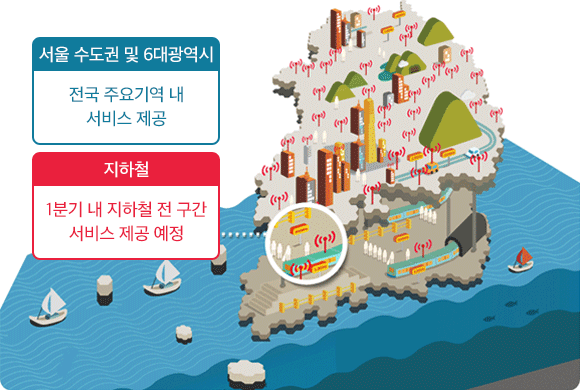 서울 수도권 및 6대광역시
전국 주요기역 내
서비스 제공
지하철
1분기 내 지하철 전 구간
서비스 제공 예정